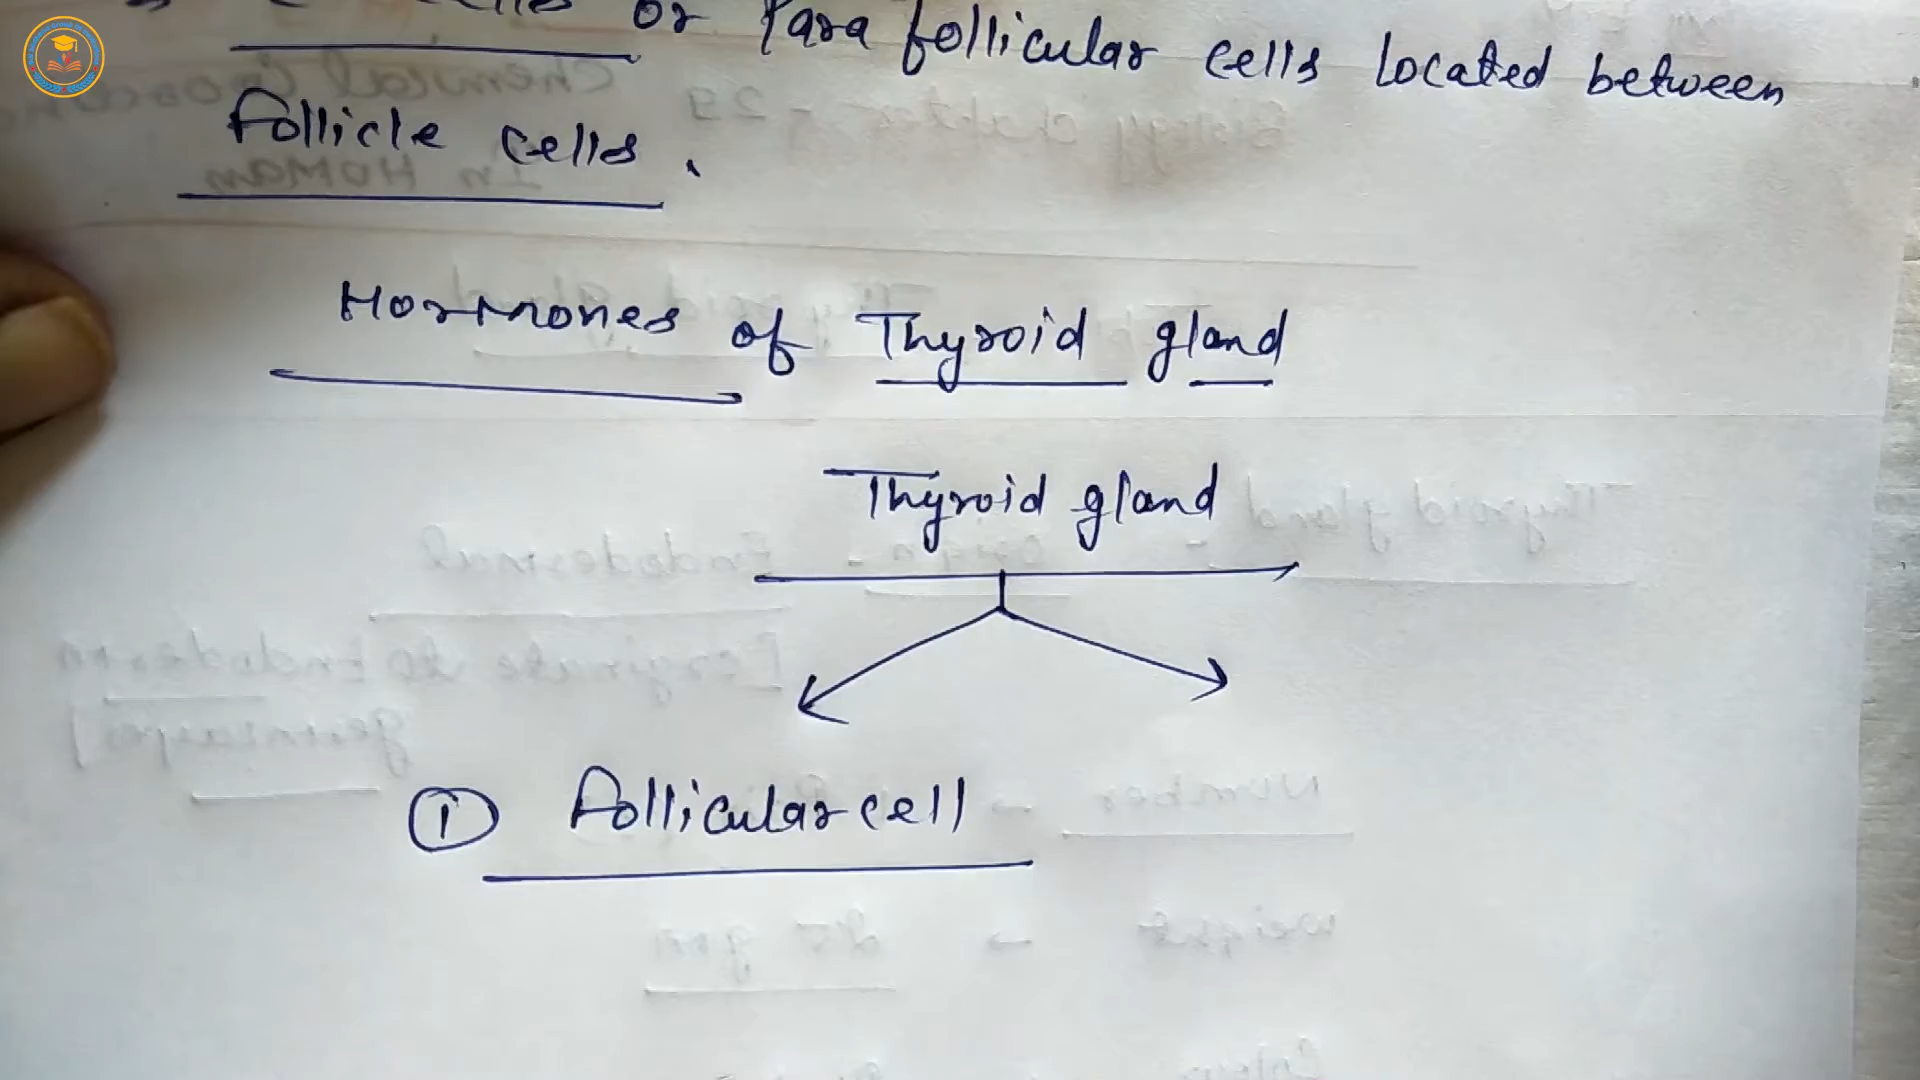 or Para follicular cells located between
follicle cells.
Hormones of Thyroid gland
Thyroid gland
① Follicular cell